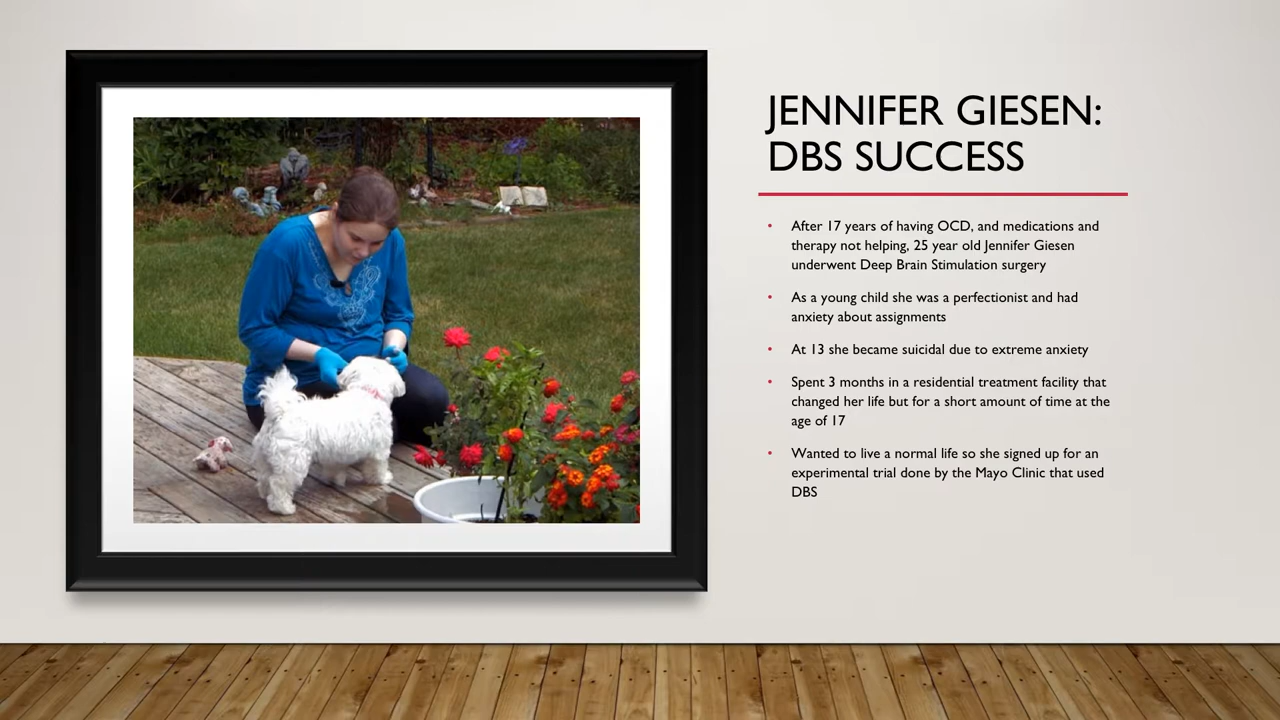 JENNIFER GIESEN:
DBS SUCCESS
• After 17 years of having OCD, and medications and
therapy not helping, 25 year old Jennifer Giesen
underwent Deep Brain Stimulation surgery
• As a young child she was a perfectionist and had
anxiety about assignments
• At 13 she became suicidal due to extreme anxiety
• Spent 3 months in a residential treatment facility that
changed her life but for a short amount of time at the
age of 17
• Wanted to live a normal life so she signed up for an
experimental trial done by the Mayo Clinic that used
DBS